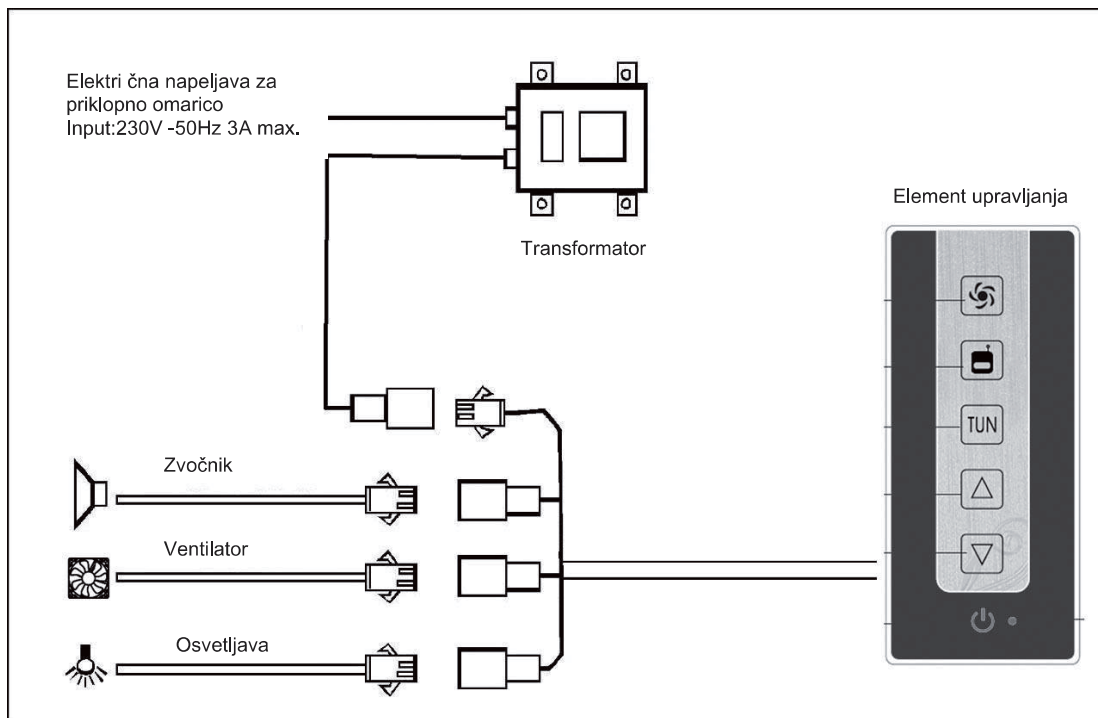 Elektri čna napeljava za
priklopno omarico
Input:230V -50Hz 3A max.
Transformator
Element upravljanja
TUN
Zvočnik
Ventilator
Osvetljava